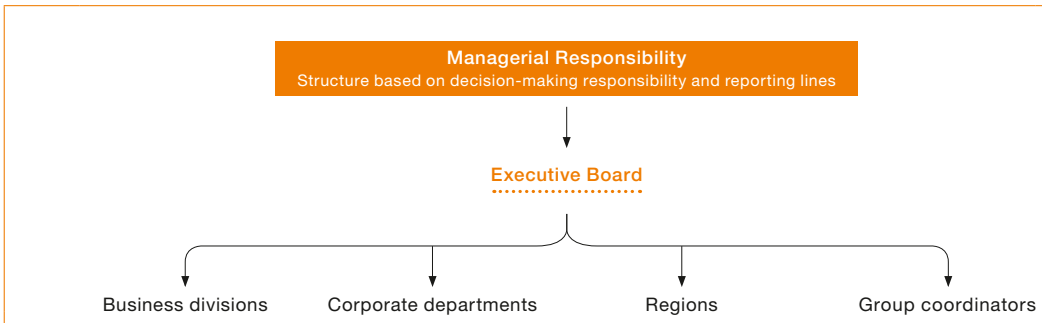 Managerial Responsibility
Structure based on decision-making responsibility and reporting lines
Executive Board
Business divisions
Corporate departments
Regions
Group coordinators